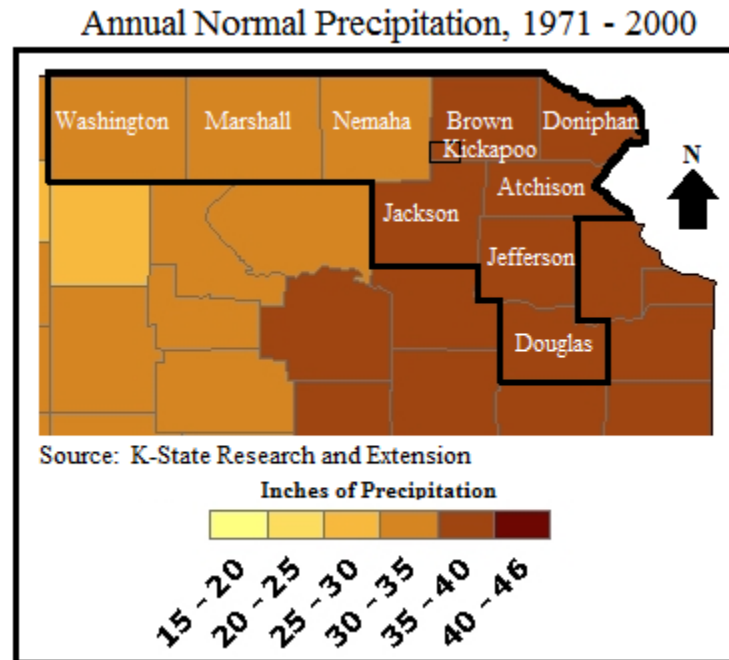 Annual Normal Precipitation, 1971 - 2000
Washington Marshall Nemaha Brown Doniphan
Kickapoo
N
Atchison
Jackson
Jefferson
Douglas
Source: K-State Research and Extension
Inches of Precipitation
15 - 20
20 - 25
25 - 30
30 - 35
35 - 40
40 - 46